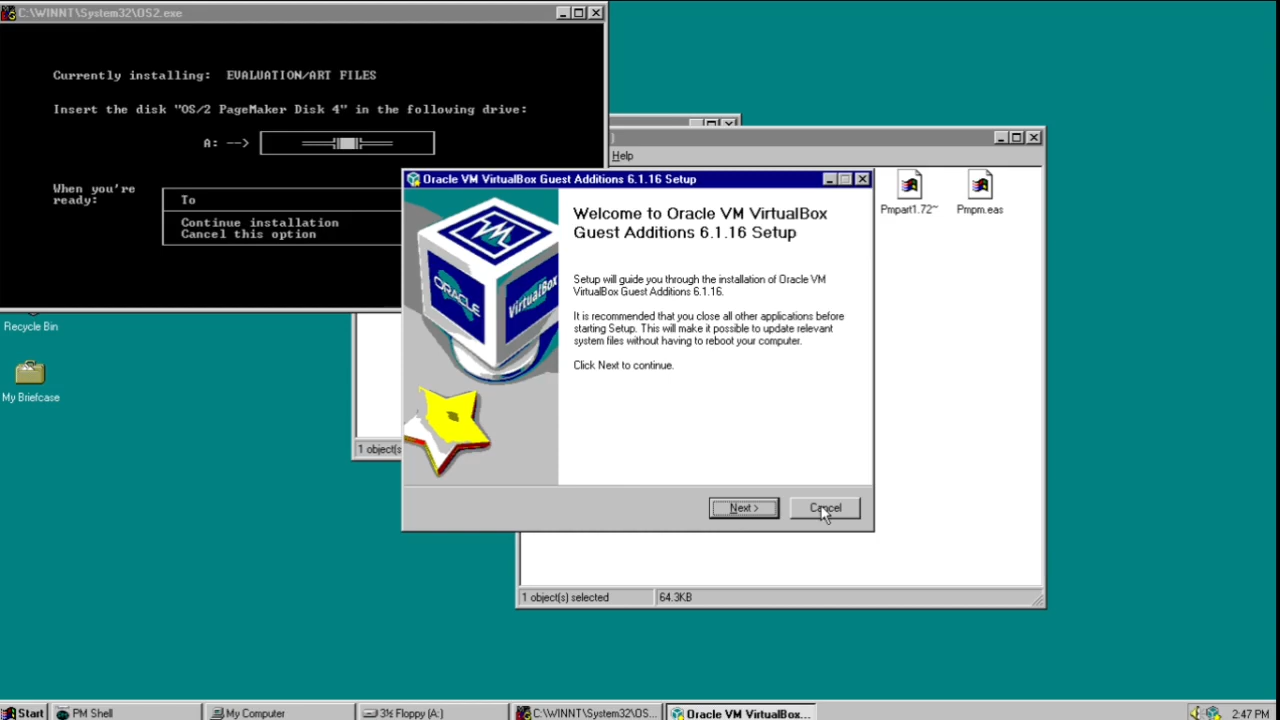 C:\WINNT\System32\OS2.exe
Currently installing: EVALUATION/ART FILES
Insert the disk "OS/2 PageMaker Disk 4" in the following drive:
A: -->
When you're
ready:
To
Continue installation
Cancel this option
Help
Pmpart1.72~
Pmpm.eas
Oracle VM VirtualBox Guest Additions 6.1.16 Setup
ORACLE
VirtualBox
Welcome to Oracle VM VirtualBox
Guest Additions 6.1.16 Setup
Setup will guide you through the installation of Oracle VM
VirtualBox Guest Additions 6.1.16.
It is recommended that you close all other applications before
starting Setup. This will make it possible to update relevant
system files without having to reboot your computer.
Click Next to continue.
Next >
Cancel
Recycle Bin
My Briefcase
1 object(s
1 object(s) selected
64.3KB
Start
PM Shell
My Computer
3½ Floppy (A:)
C:\WINNT\System32\OS...
Oracle VM VirtualBox...
2:47 PM